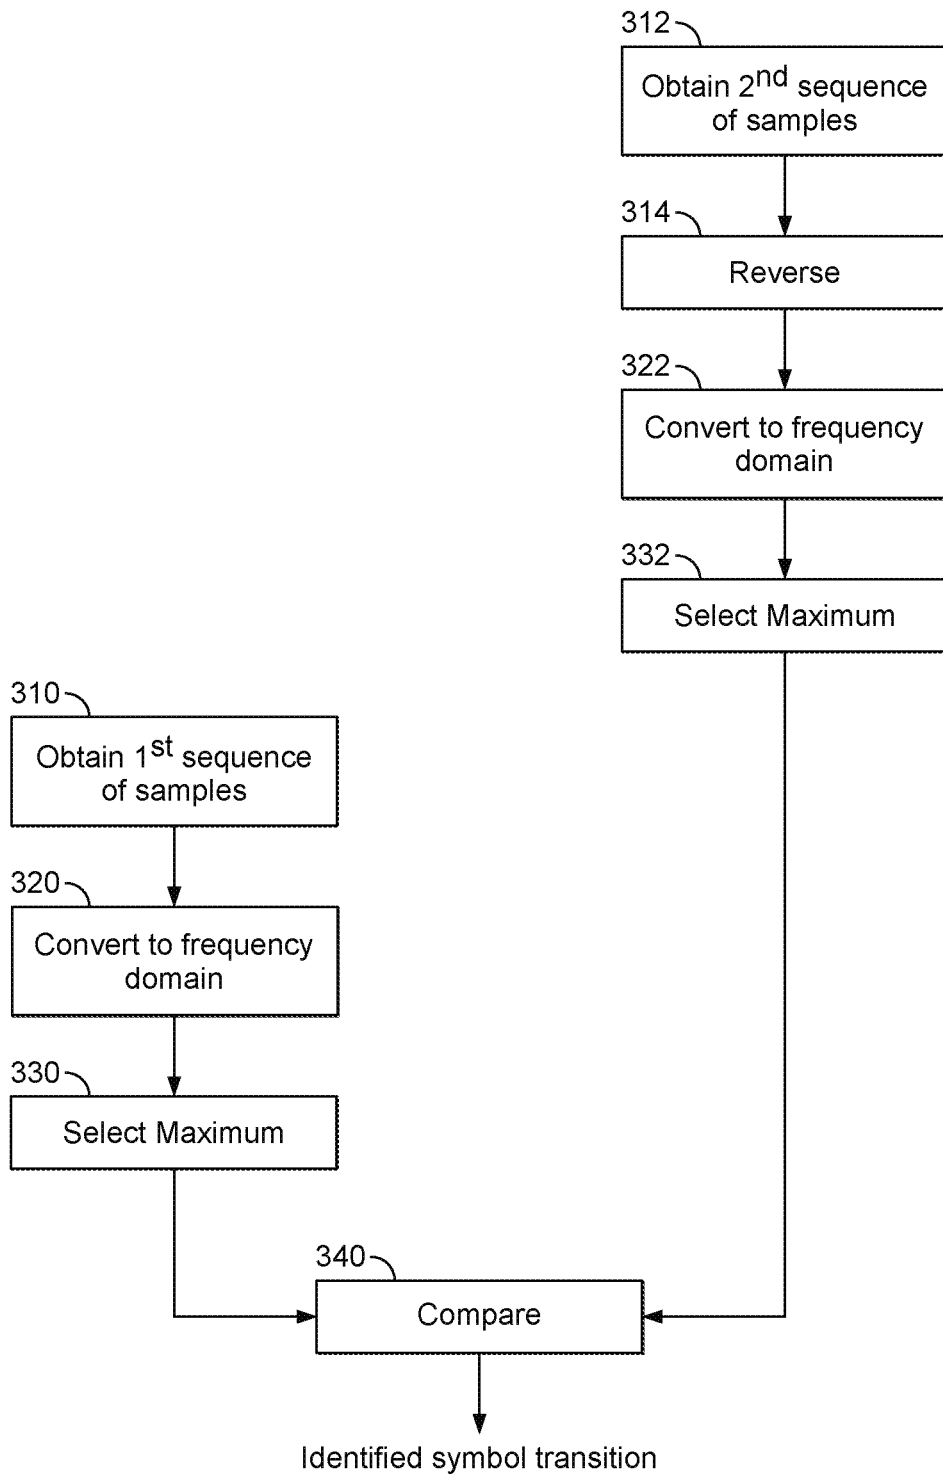 312
Obtain 2nd sequence
of samples
314
Reverse
322
Convert to frequency
domain
332
Select Maximum
310
Obtain 1st sequence
of samples
320
Convert to frequency
domain
330
Select Maximum
340
Compare
Identified symbol transition